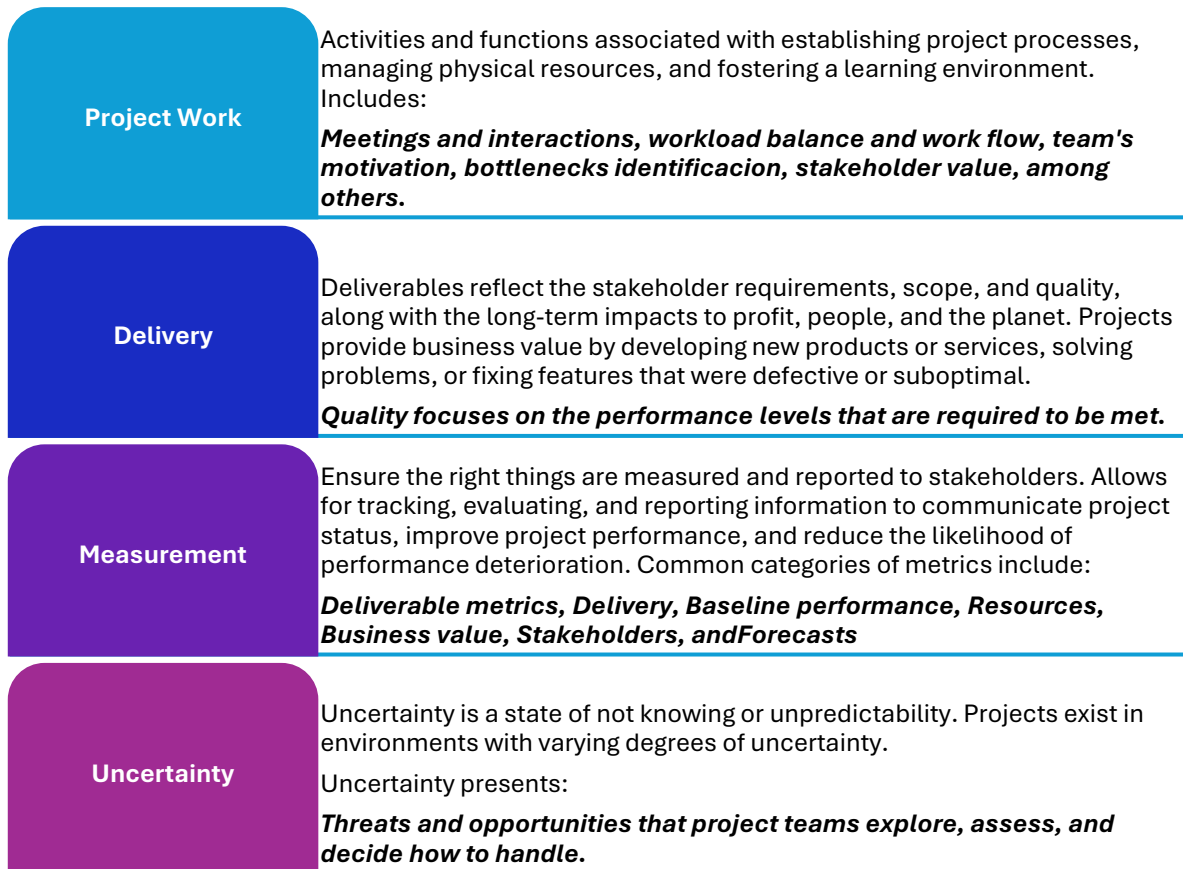 Project Work
Activities and functions associated with establishing project processes,
managing physical resources, and fostering a learning environment.
Includes:
Meetings and interactions, workload balance and work flow, team's
motivation, bottlenecks identificacion, stakeholder value, among
others.
Delivery
Deliverables reflect the stakeholder requirements, scope, and quality,
along with the long-term impacts to profit, people, and the planet. Projects
provide business value by developing new products or services, solving
problems, or fixing features that were defective or suboptimal.
Quality focuses on the performance levels that are required to be met.
Measurement
Ensure the right things are measured and reported to stakeholders. Allows
for tracking, evaluating, and reporting information to communicate project
status, improve project performance, and reduce the likelihood of
performance deterioration. Common categories of metrics include:
Deliverable metrics, Delivery, Baseline performance, Resources,
Business value, Stakeholders, andForecasts
Uncertainty
Uncertainty is a state of not knowing or unpredictability. Projects exist in
environments with varying degrees of uncertainty.
Uncertainty presents:
Threats and opportunities that project teams explore, assess, and
decide how to handle.